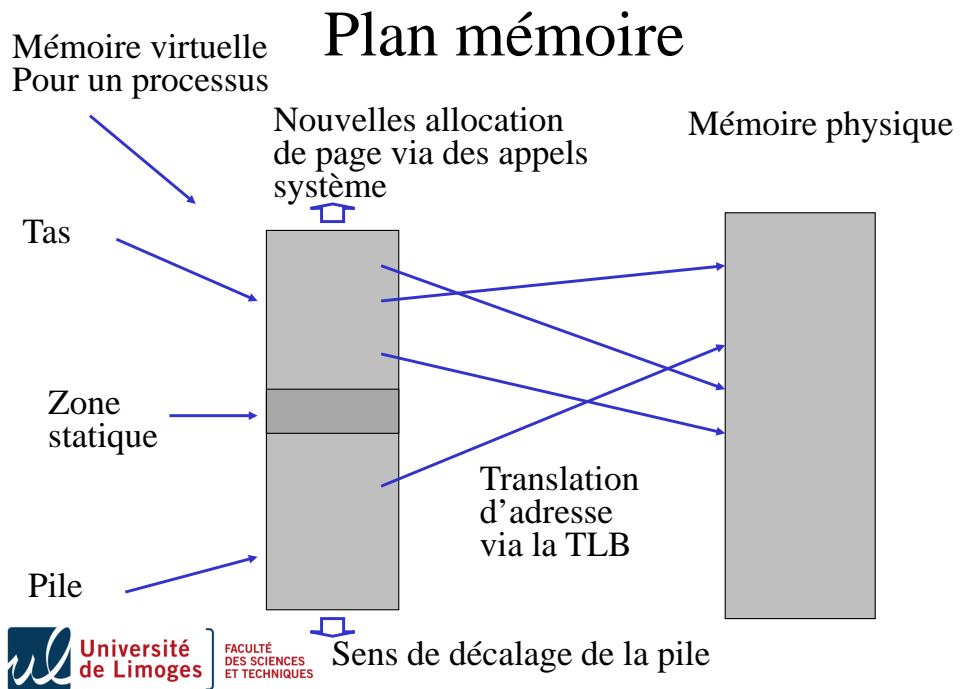 Plan mémoire
Mémoire virtuelle
Pour un processus
Nouvelles allocation
de page via des appels
système
Mémoire physique
Tas
Zone
statique
Translation
d’adresse
via la TLB
Pile
Sens de décalage de la pile
ul
Université
de Limoges
FACULTÉ
DES SCIENCES
ET TECHNIQUES